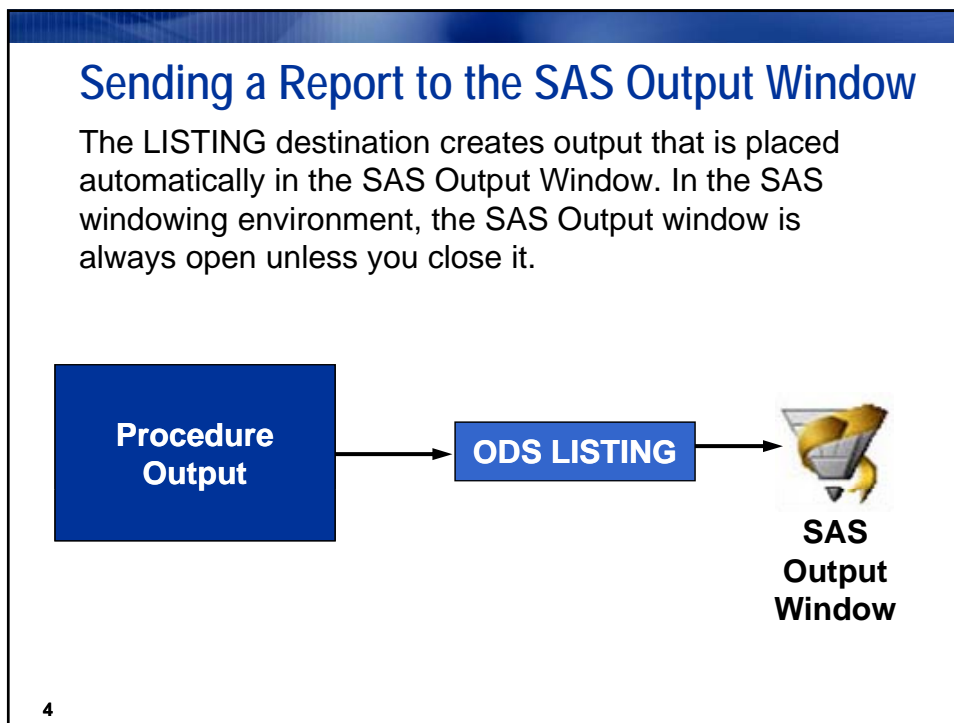 Sending a Report to the SAS Output Window
The LISTING destination creates output that is placed
automatically in the SAS Output Window. In the SAS
windowing environment, the SAS Output window is
always open unless you close it.
Procedure
Output
ODS LISTING
SAS
Output
Window
4